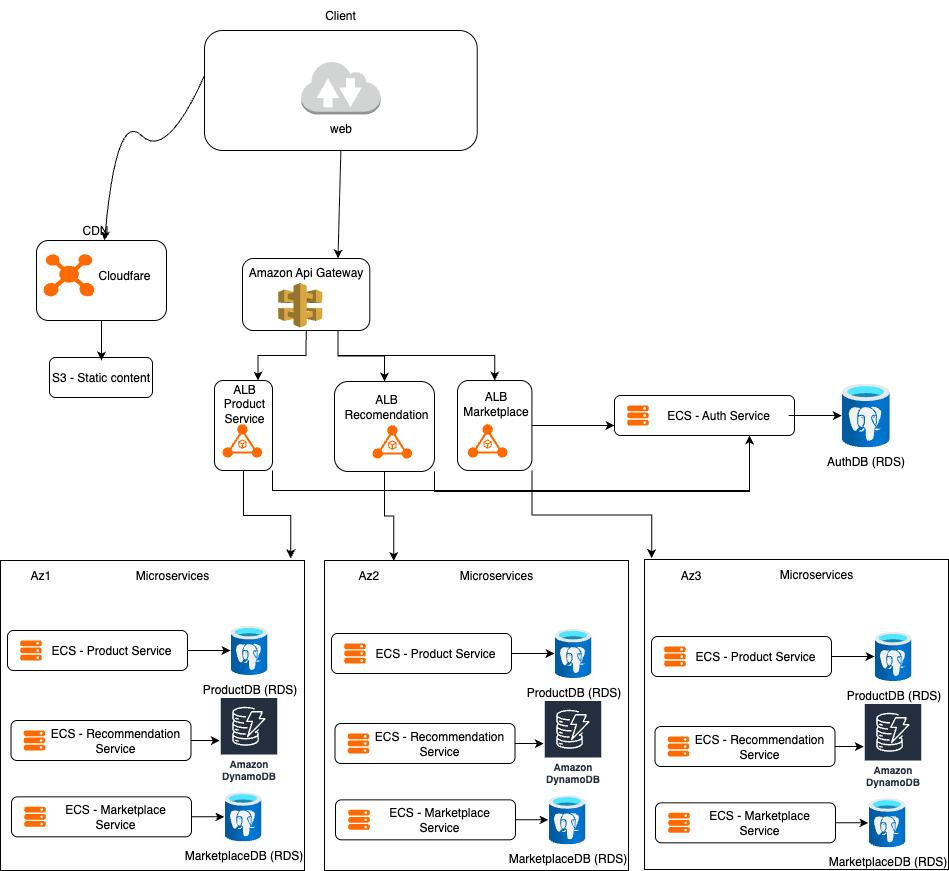 Client
web
CDN
Cloudfare
S3 - Static content
Amazon Api Gateway
ALB
Product
Service
ALB
Recomendation
ALB
Marketplace
ECS - Auth Service
AuthDB (RDS)
Az1
Microservices
ECS - Product Service
ProductDB (RDS)
ECS - Recommendation
Service
Amazon
DynamoDB
ECS - Marketplace
Service
MarketplaceDB (RDS)
Az2
Microservices
ECS - Product Service
ProductDB (RDS)
ECS - Recommendation
Service
Amazon
DynamoDB
ECS - Marketplace
Service
MarketplaceDB (RDS)
Az3
Microservices
ECS - Product Service
ProductDB (RDS)
ECS - Recommendation
Service
Amazon
DynamoDB
ECS - Marketplace
Service
MarketplaceDB (RDS)